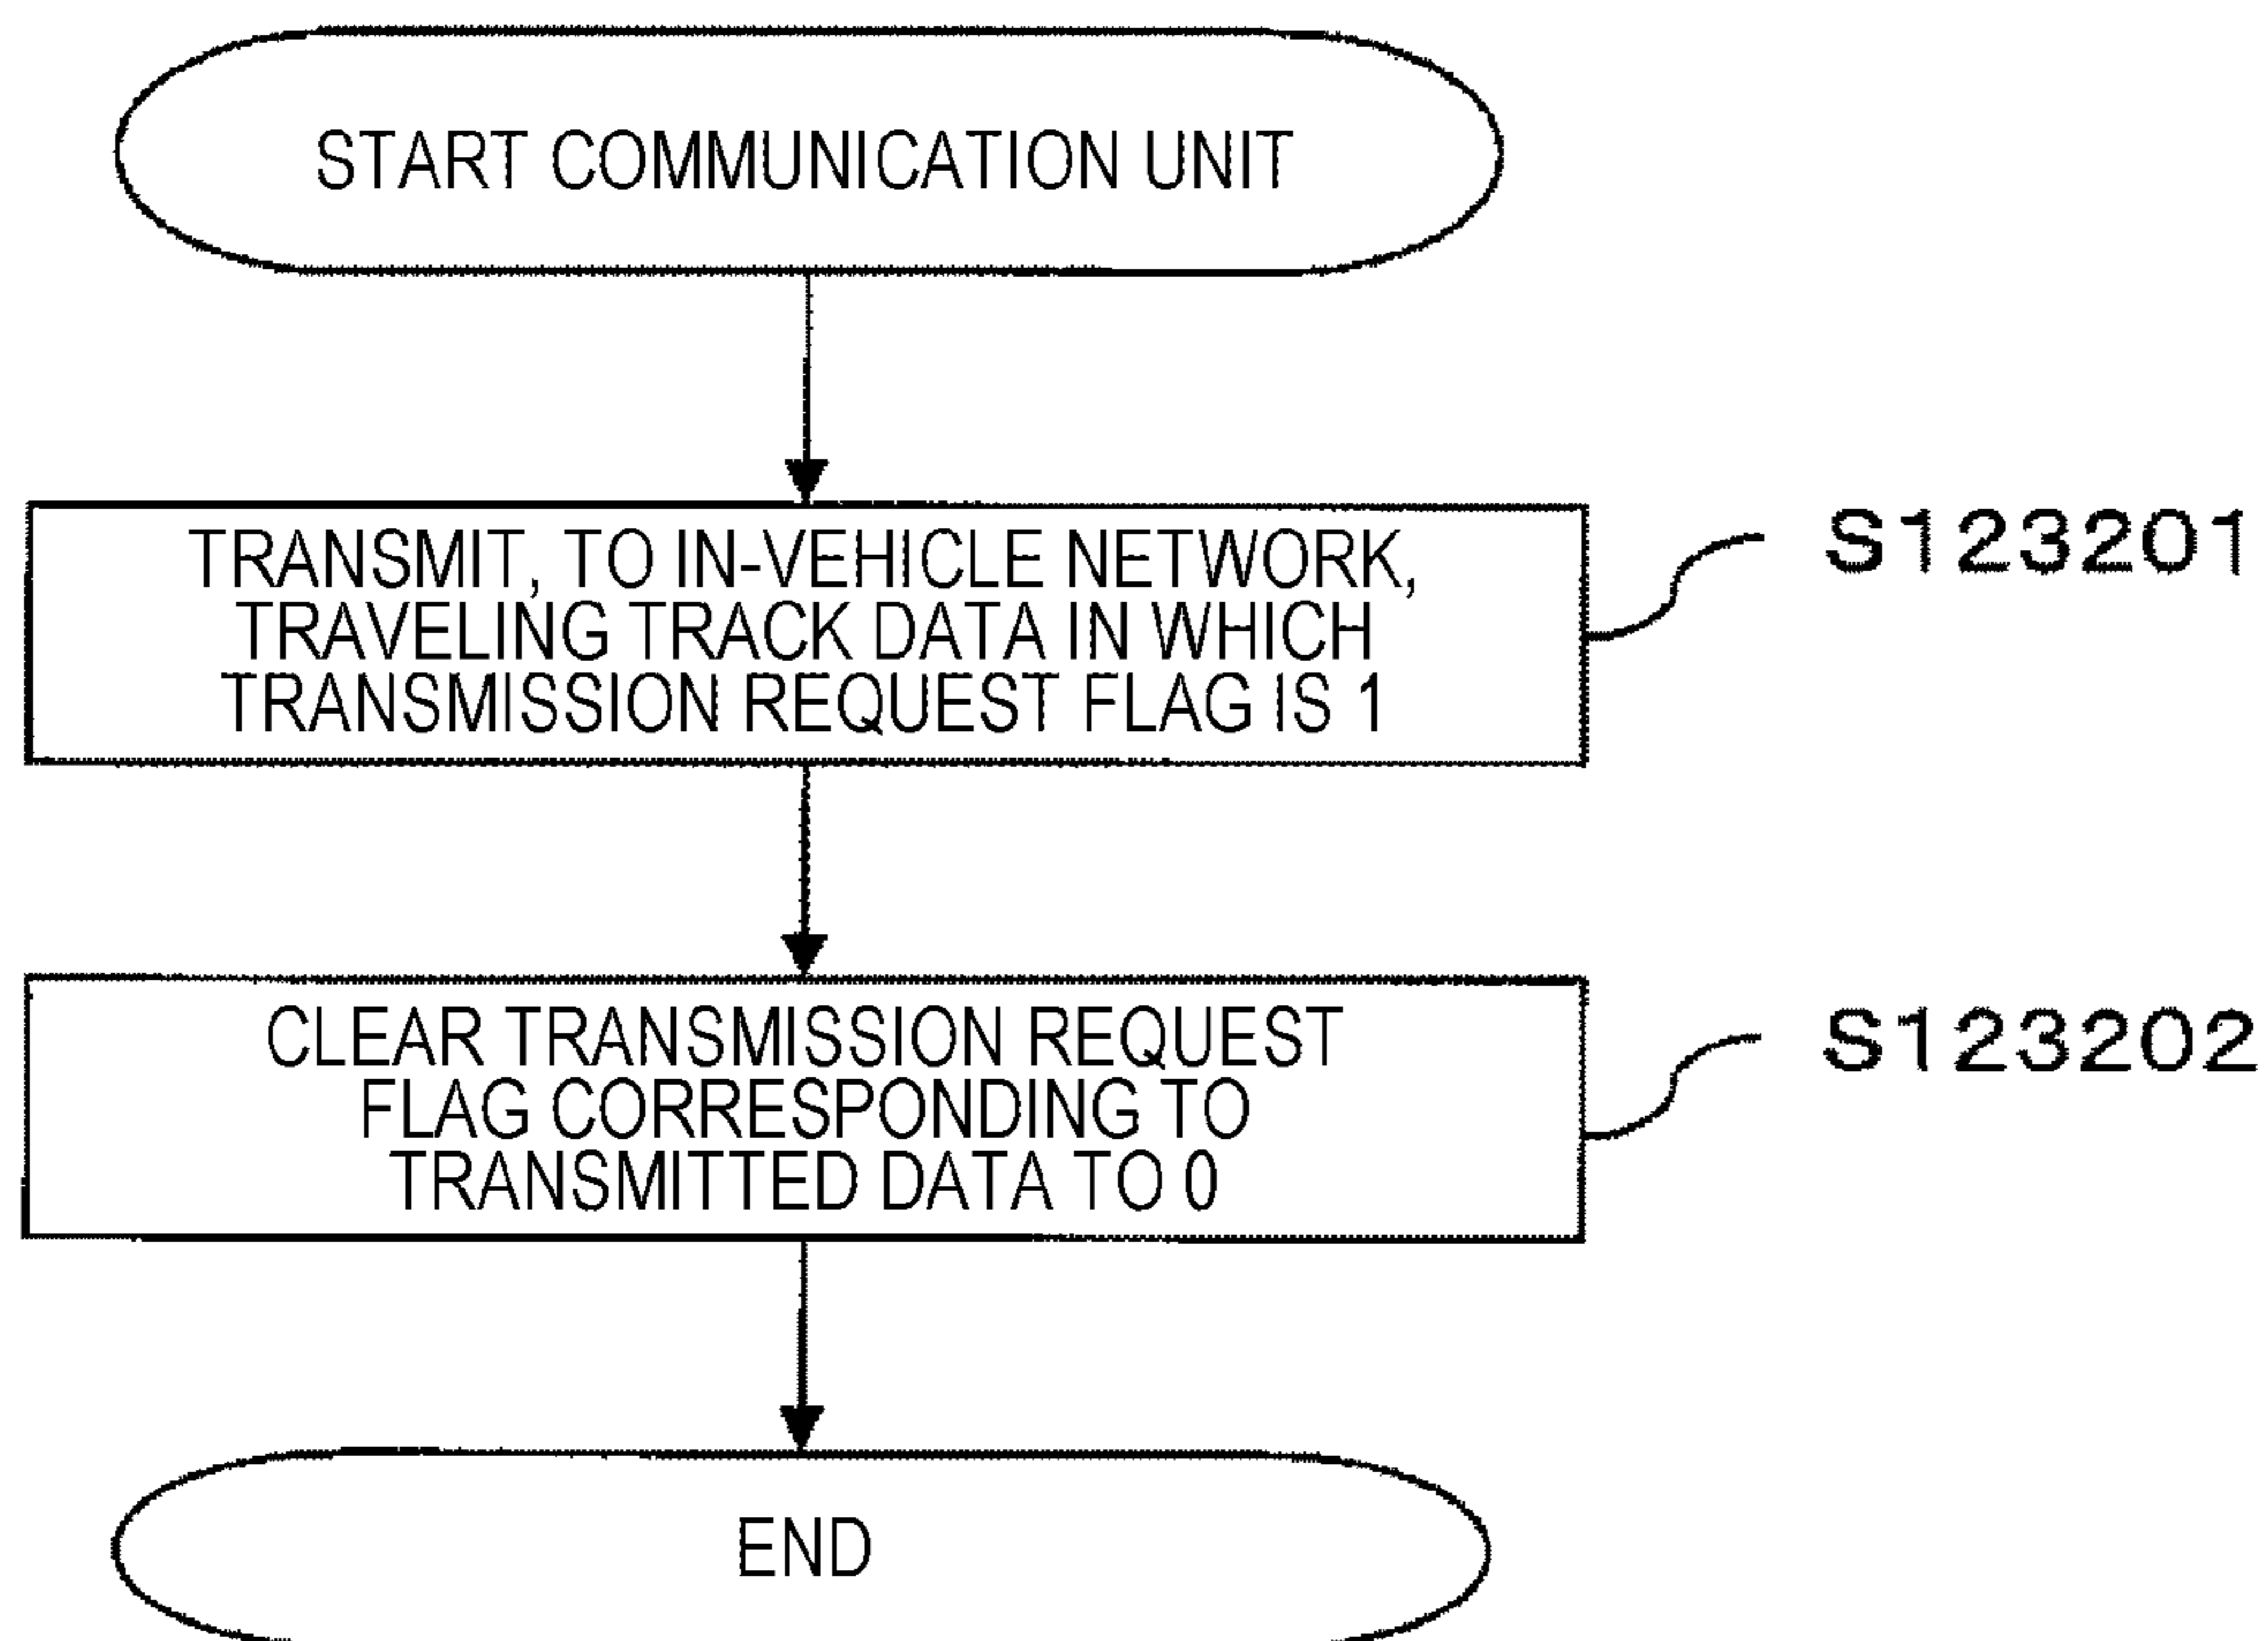 START COMMUNICATION UNIT
TRANSMIT, TO IN-VEHICLE NETWORK,
TRAVELING TRACK DATA IN WHICH
TRANSMISSION REQUEST FLAG IS 1
S123201
CLEAR TRANSMISSION REQUEST
FLAG CORRESPONDING TO
TRANSMITTED DATA TO 0
S123202
END